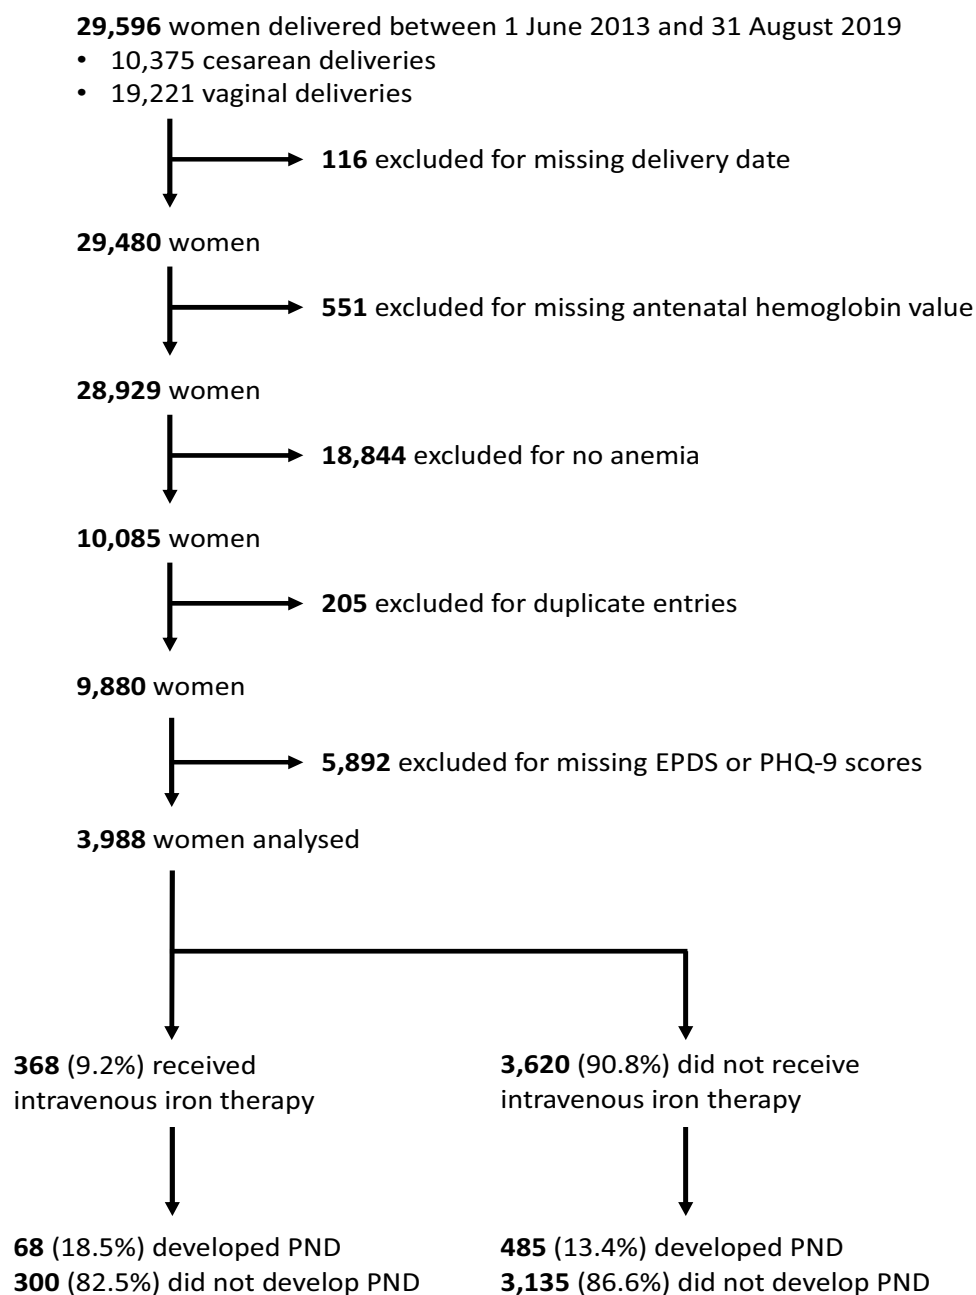 29,596 women delivered between 1 June 2013 and 31 August 2019
• 10,375 cesarean deliveries
• 19,221 vaginal deliveries
116 excluded for missing delivery date
29,480 women
551 excluded for missing antenatal hemoglobin value
28,929 women
18,844 excluded for no anemia
10,085 women
205 excluded for duplicate entries
9,880 women
5,892 excluded for missing EPDS or PHQ-9 scores
3,988 women analysed
368 (9.2%) received
intravenous iron therapy
3,620 (90.8%) did not receive
intravenous iron therapy
68 (18.5%) developed PND
300 (82.5%) did not develop PND
485 (13.4%) developed PND
3,135 (86.6%) did not develop PND